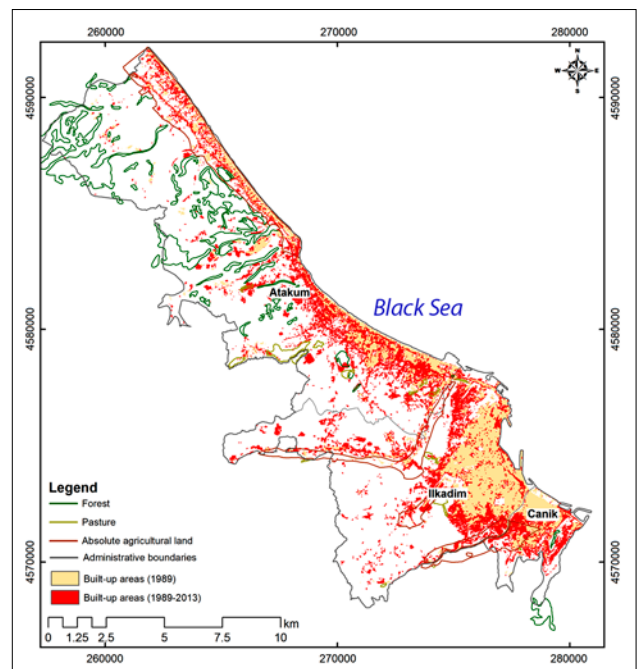 260000 270000 280000
N
W E
S
4590000 4590000
Atakum
Black Sea
4580000 4580000
Ilkadim
Canik
Legend
Forest
Pasture
Absolute agricultural land
Administrative boundaries
Built-up areas (1989)
Built-up areas (1989-2013)
4570000 4570000
km
0 1.25 2,5 5 7.5 10
260000 270000 280000